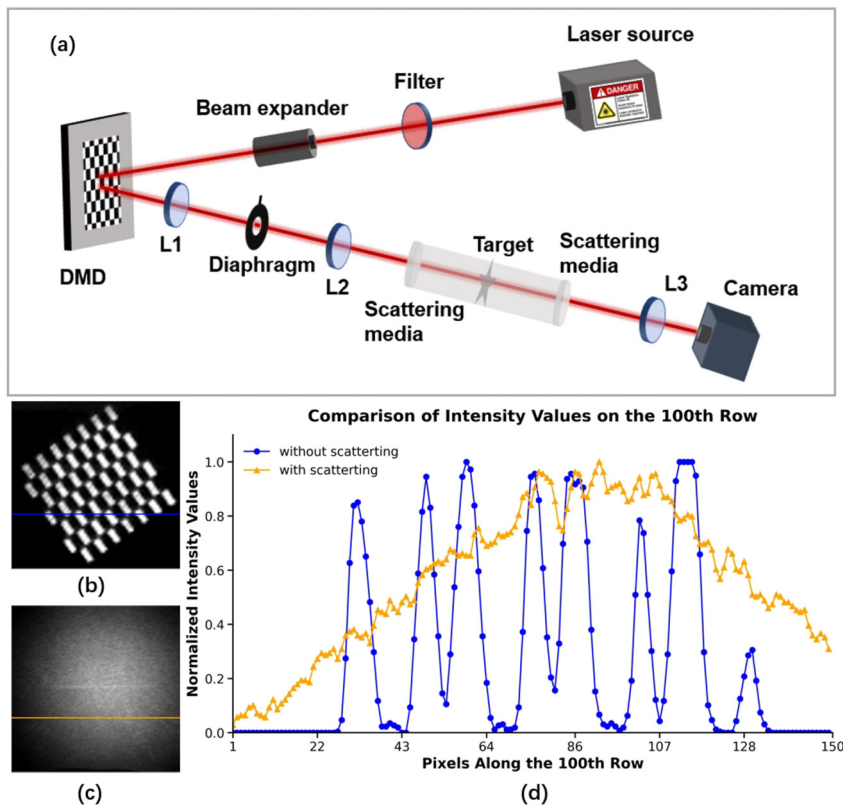 (a)
Laser source
DANGER
Filter
Beam expander
DMD
L1
Diaphragm
L2
Target
Scattering
media
Scattering
media
L3
Camera
(b)
(c)
Comparison of Intensity Values on the 100th Row
without scatterting
with scatterting
Normalized Intensity Values
1.0
0.8
0.6
0.4
0.2
0.0
1 22 43 64 86 107 128 150
Pixels Along the 100th Row
(d)